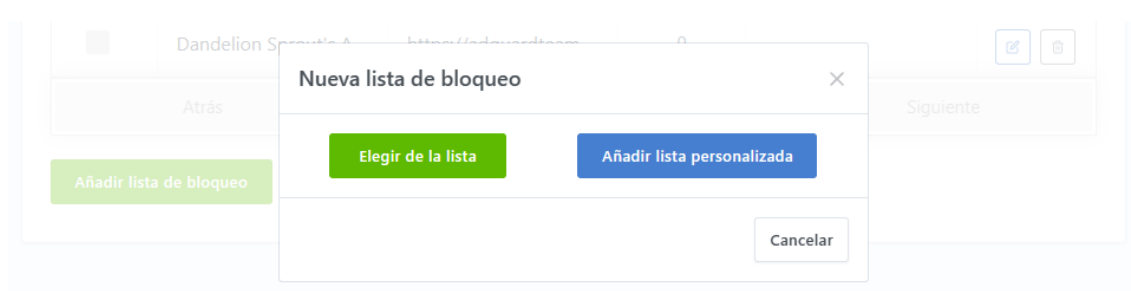 Dandelion Sprout's A
https://adguardteam
0
Nueva lista de bloqueo
Atrás
Siguiente
Elegir de la lista
Añadir lista personalizada
Añadir lista de bloqueo
Cancelar